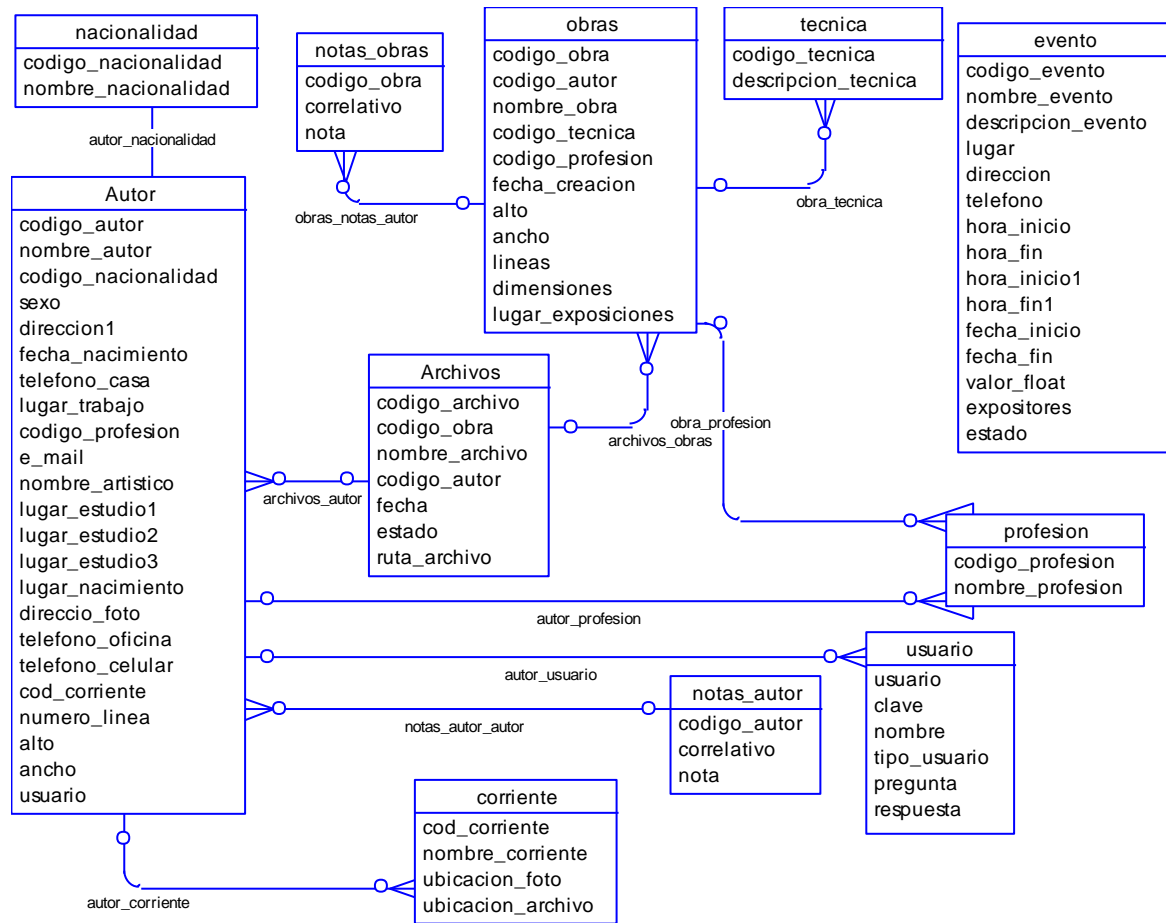 nacionalidad
codigo_nacionalidad
nombre_nacionalidad
autor_nacionalidad
Autor
codigo_autor
nombre_autor
codigo_nacionalidad
sexo
direccion1
fecha_nacimiento
telefono_casa
lugar_trabajo
codigo_profesion
e_mail
nombre_artistico
lugar_estudio1
lugar_estudio2
lugar_estudio3
lugar_nacimiento
direccio_foto
telefono_oficina
telefono_celular
cod_corriente
numero_linea
alto
ancho
usuario
notas_obras
codigo_obra
correlativo
nota
obras_notas_autor
obras
codigo_obra
codigo_autor
nombre_obra
codigo_tecnica
codigo_profesion
fecha_creacion
alto
ancho
lineas
dimensiones
lugar_exposiciones
tecnica
codigo_tecnica
descripcion_tecnica
obra_tecnica
evento
codigo_evento
nombre_evento
descripcion_evento
lugar
direccion
telefono
hora_inicio
hora_fin
hora_inicio1
hora_fin1
fecha_inicio
fecha_fin
valor_float
expositores
estado
Archivos
codigo_archivo
codigo_obra
nombre_archivo
codigo_autor
fecha
estado
ruta_archivo
archivos_autor
archivos_obras
obra_profesion
profesion
codigo_profesion
nombre_profesion
autor_profesion
autor_usuario
usuario
usuario
clave
nombre
tipo_usuario
pregunta
respuesta
notas_autor
codigo_autor
correlativo
nota
notas_autor_autor
corriente
cod_corriente
nombre_corriente
ubicacion_foto
ubicacion_archivo
autor_corriente